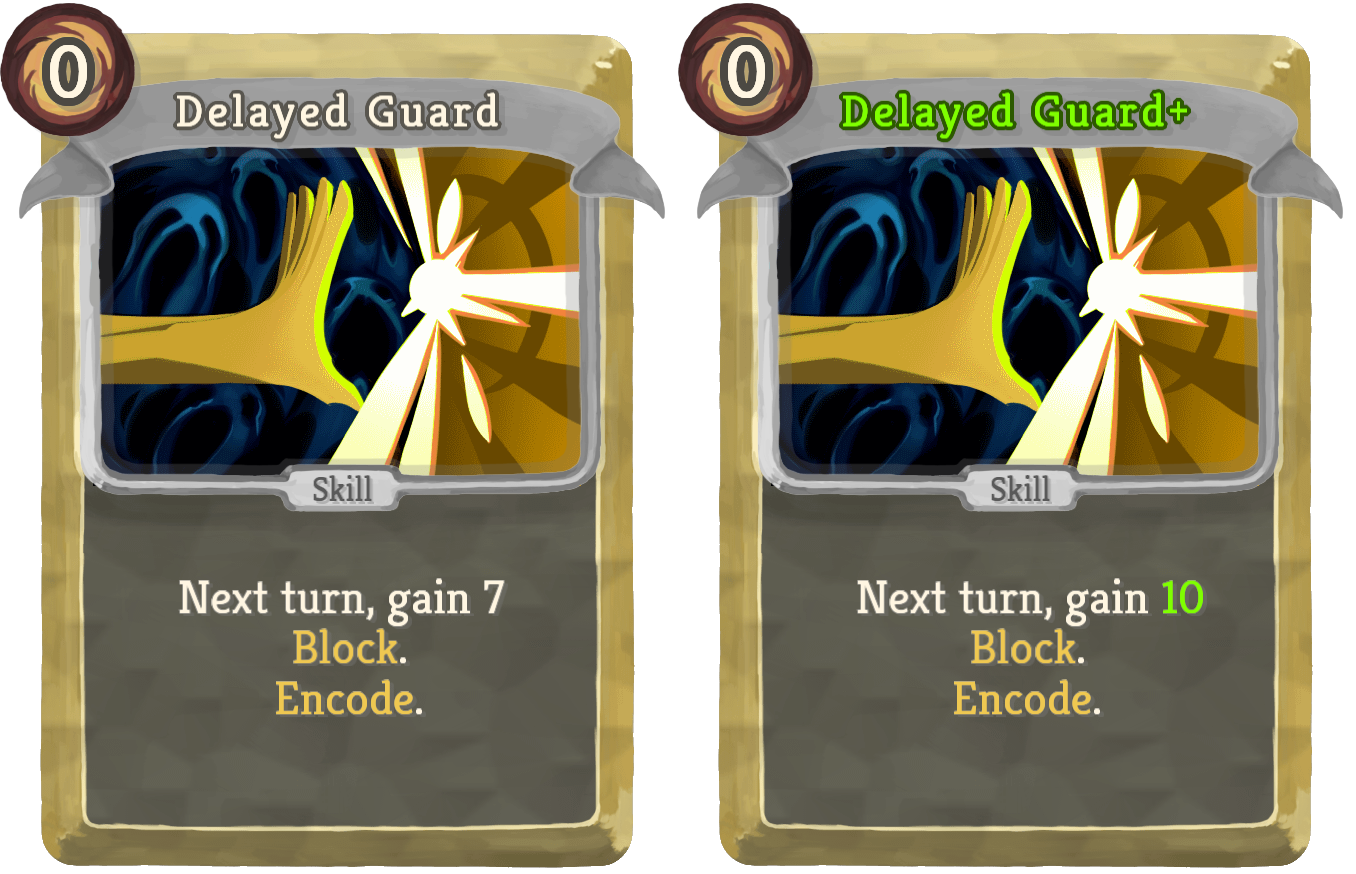 0
Delayed Guard
Skill
Next turn, gain 7
Block.
Encode.
0
Delayed Guard+
Skill
Next turn, gain 10
Block.
Encode.